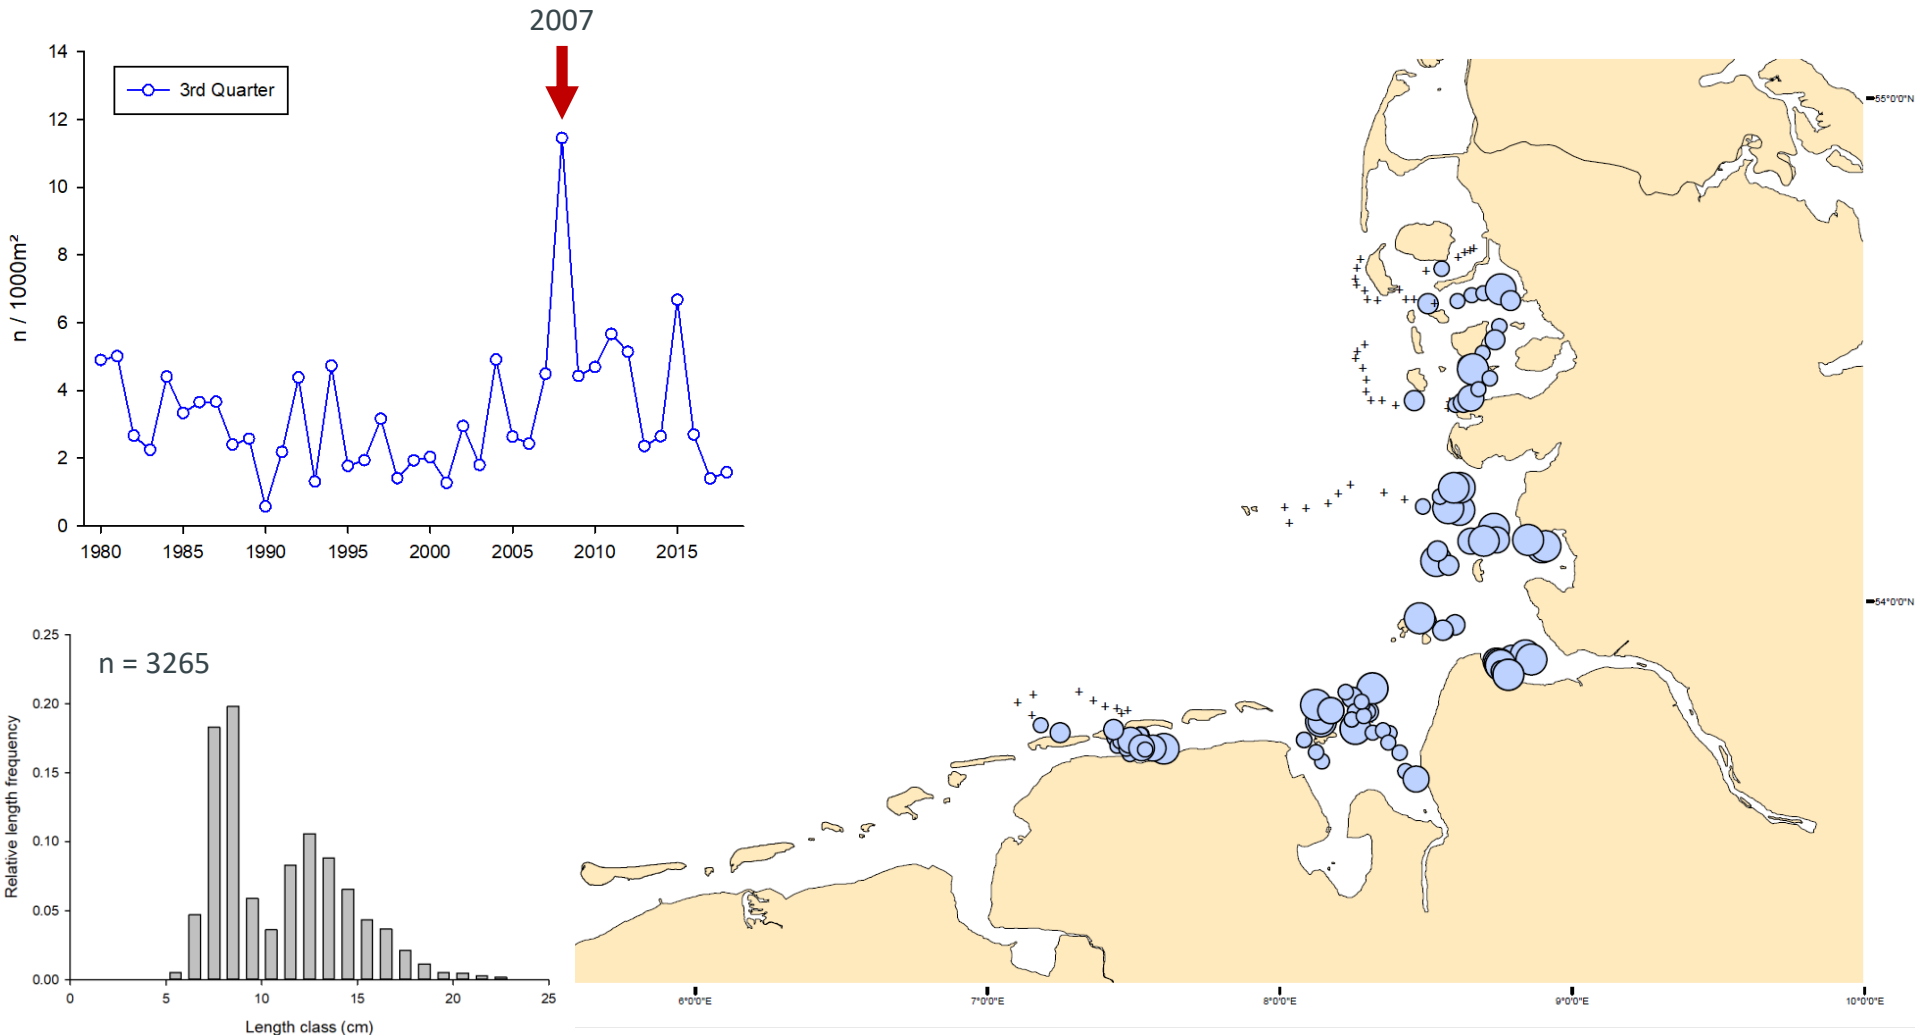 2007
14
12
10
8
6
4
2
0
n / 1000m²
3rd Quarter
1980 1985 1990 1995 2000 2005 2010 2015
0.25
0.20
0.15
0.10
0.05
0.00
Relative length frequency
n = 3265
0 5 10 15 20 25
Length class (cm)
55°0'0"N
54°0'0"N
6°0'0"E 7°0'0"E 8°0'0"E 9°0'0"E 10°0'0"E